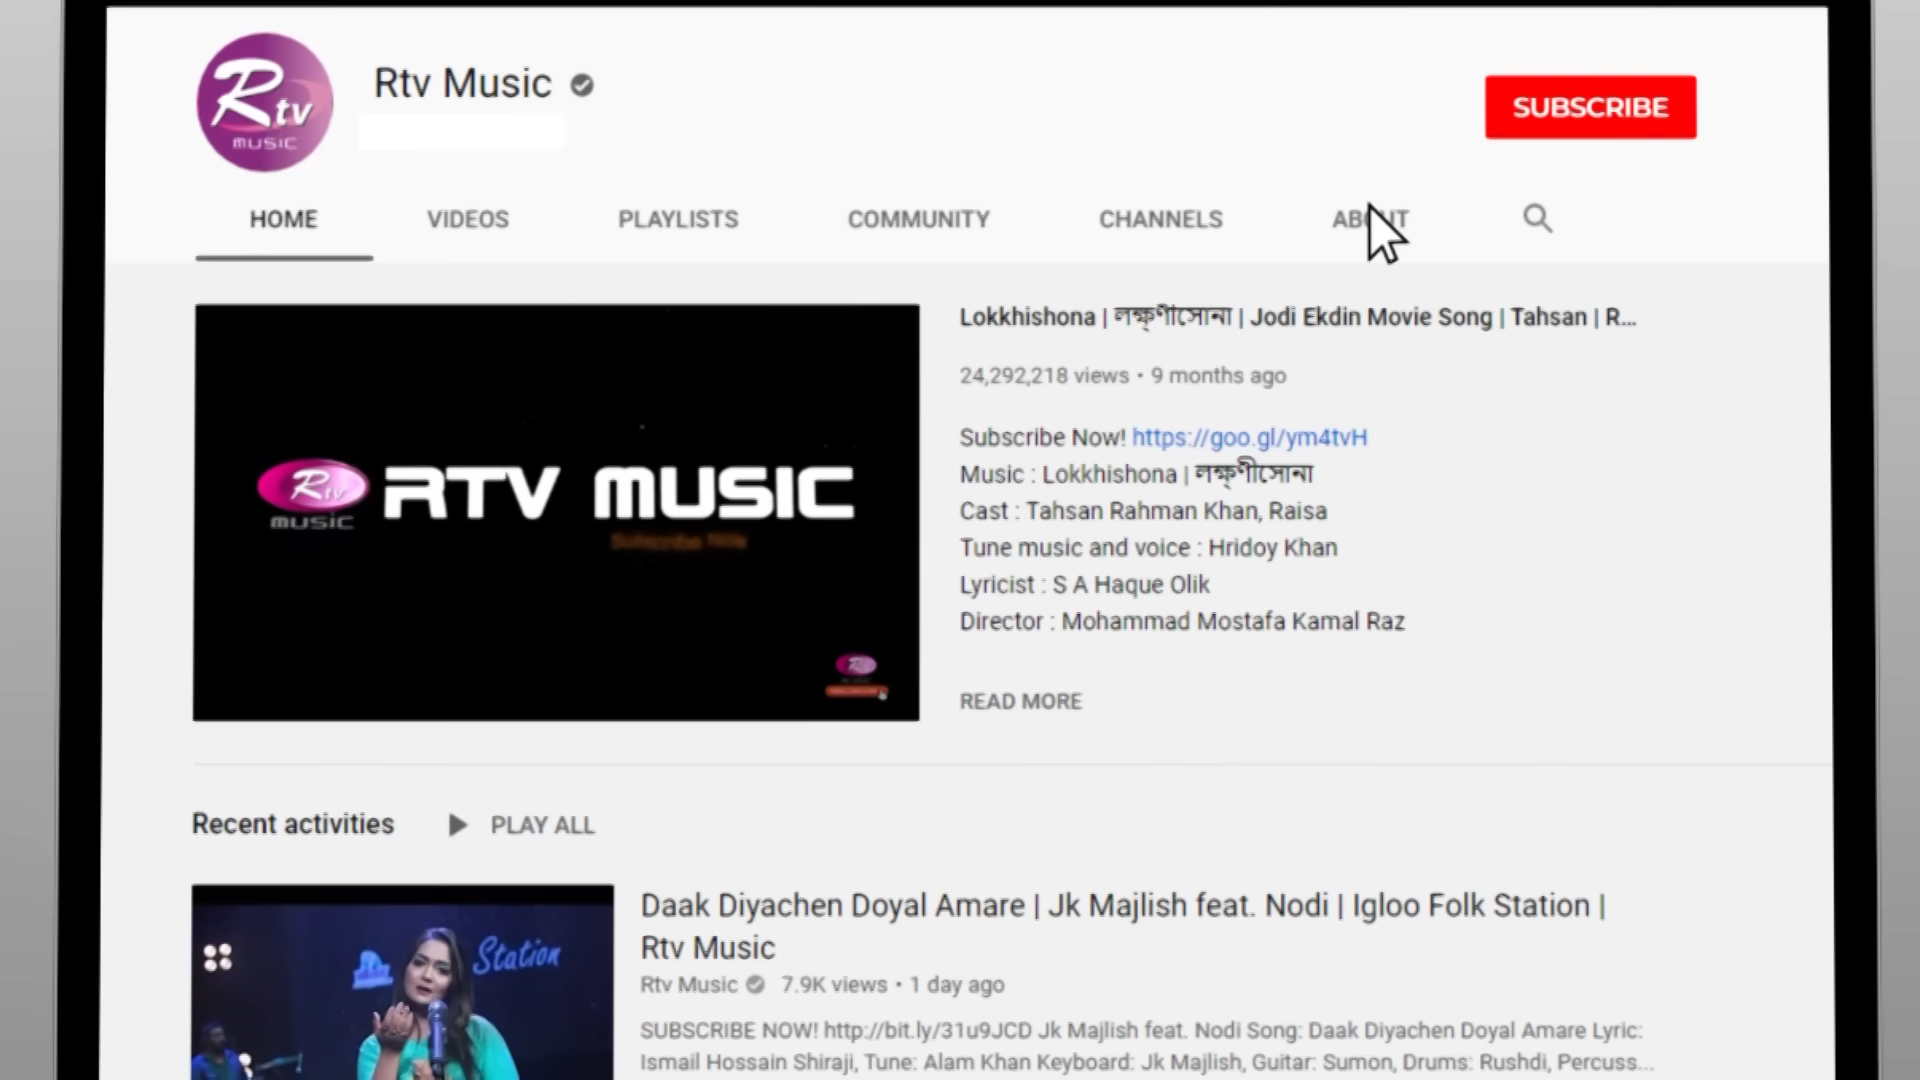 Rtv
MUSIC
Rtv Music
SUBSCRIBE
HOME
VIDEOS
PLAYLISTS
COMMUNITY
CHANNELS
ABOUT
Rtv
MUSIC
RTV MUSIC
Subscribe Now
Lokkhishona | লক্ষ্ণীসোনা | Jodi Ekdin Movie Song | Tahsan | R...
24,292,218 views • 9 months ago
Subscribe Now! https://goo.gl/ym4tvH
Music : Lokkhishona | লক্ষ্ণীসোনা
Cast : Tahsan Rahman Khan, Raisa
Tune music and voice : Hridoy Khan
Lyricist : S A Haque Olik
Director : Mohammad Mostafa Kamal Raz
READ MORE
Recent activities
PLAY ALL
Station
Daak Diyachen Doyal Amare | Jk Majlish feat. Nodi | Igloo Folk Station |
Rtv Music
Rtv Music 7.9K views • 1 day ago
SUBSCRIBE NOW! http://bit.ly/31u9JCD Jk Majlish feat. Nodi Song: Daak Diyachen Doyal Amare Lyric:
Ismail Hossain Shiraji, Tune: Alam Khan Keyboard: Jk Majlish, Guitar: Sumon, Drums: Rushdi, Percuss...